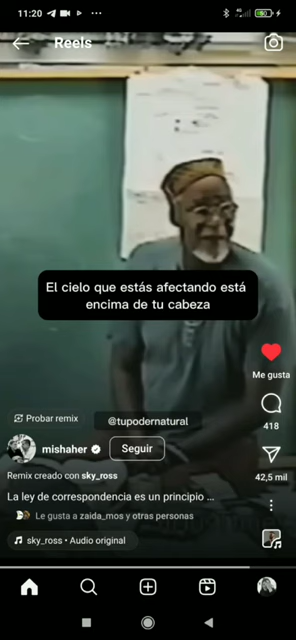 11:20
Reels
El cielo que estás afectando está
encima de tu cabeza
Me gusta
418
42,5 mil
Probar remix
@tupodernatural
mishaher
Seguir
Remix creado con sky_ross
La ley de correspondencia es un principio ...
Le gusta a zaida_mos y otras personas
sky_ross • Audio original